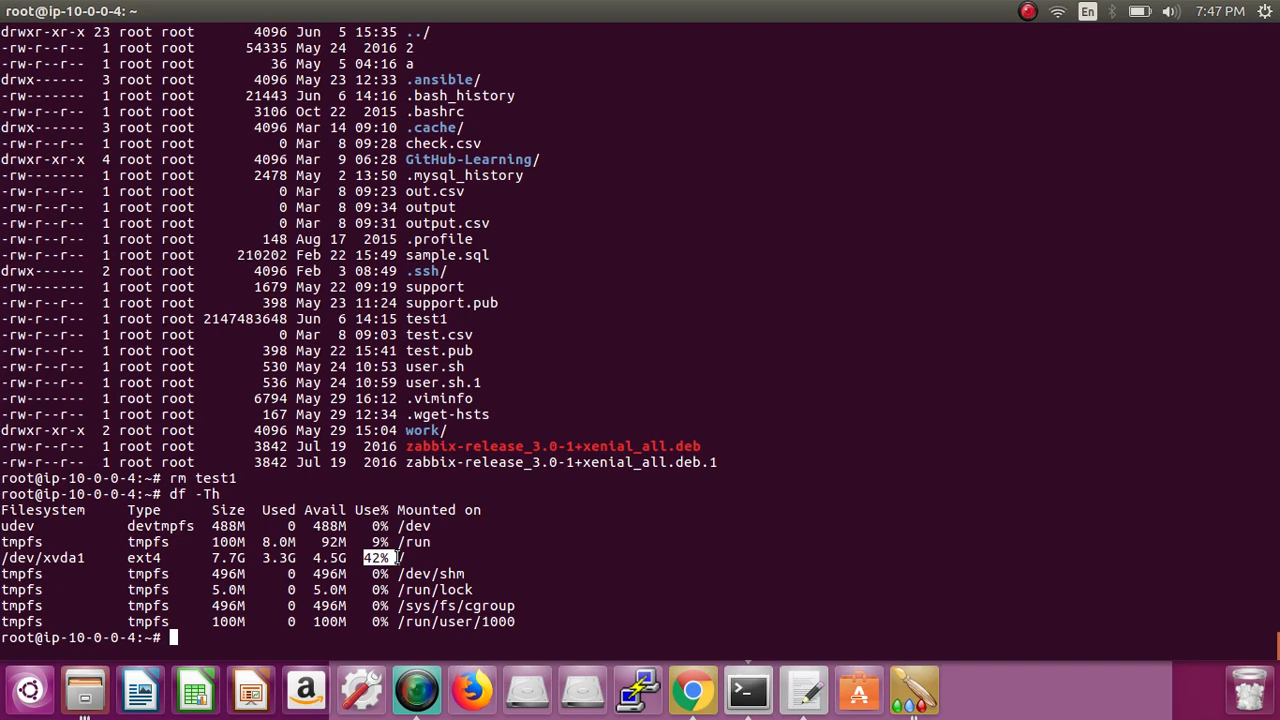 root@ip-10-0-0-4: ~
En
7:47 PM
drwxr-xr-x 23 root root 4096 Jun 5 15:35 ../
-rw-r--r-- 1 root root 54335 May 24 2016 2
-rw-r--r-- 1 root root 36 May 5 04:16 a
drwx------ 3 root root 4096 May 23 12:33 .ansible/
-rw------- 1 root root 21443 Jun 6 14:16 .bash_history
-rw-r--r-- 1 root root 3106 Oct 22 2015 .bashrc
drwx------ 3 root root 4096 Mar 14 09:10 .cache/
-rw-r--r-- 1 root root 0 Mar 8 09:28 check.csv
drwxr-xr-x 4 root root 4096 Mar 9 06:28 GitHub-Learning/
-rw------- 1 root root 2478 May 2 13:50 .mysql_history
-rw-r--r-- 1 root root 0 Mar 8 09:23 out.csv
-rw-r--r-- 1 root root 0 Mar 8 09:34 output
-rw-r--r-- 1 root root 0 Mar 8 09:31 output.csv
-rw-r--r-- 1 root root 148 Aug 17 2015 .profile
-rw-r--r-- 1 root root 210202 Feb 22 15:49 sample.sql
drwx------ 2 root root 4096 Feb 3 08:49 .ssh/
-rw------- 1 root root 1679 May 22 09:19 support
-rw-r--r-- 1 root root 398 May 23 11:24 support.pub
-rw-r--r-- 1 root root 2147483648 Jun 6 14:15 test1
-rw-r--r-- 1 root root 0 Mar 8 09:03 test.csv
-rw-r--r-- 1 root root 398 May 22 15:41 test.pub
-rw-r--r-- 1 root root 530 May 24 10:53 user.sh
-rw-r--r-- 1 root root 536 May 24 10:59 user.sh.1
-rw------- 1 root root 6794 May 29 16:12 .viminfo
-rw-r--r-- 1 root root 167 May 29 12:34 .wget-hsts
drwxr-xr-x 2 root root 4096 May 29 15:04 work/
-rw-r--r-- 1 root root 3842 Jul 19 2016 zabbix-release_3.0-1+xenial_all.deb
-rw-r--r-- 1 root root 3842 Jul 19 2016 zabbix-release_3.0-1+xenial_all.deb.1
root@ip-10-0-0-4:~# rm test1
root@ip-10-0-0-4:~# df -Th
Filesystem Type Size Used Avail Use% Mounted on
udev devtmpfs 488M 0 488M 0% /dev
tmpfs tmpfs 100M 8.0M 92M 9% /run
/dev/xvda1 ext4 7.7G 3.3G 4.5G 42% /
tmpfs tmpfs 496M 0 496M 0% /dev/shm
tmpfs tmpfs 5.0M 0 5.0M 0% /run/lock
tmpfs tmpfs 496M 0 496M 0% /sys/fs/cgroup
tmpfs tmpfs 100M 0 100M 0% /run/user/1000
root@ip-10-0-0-4:~#